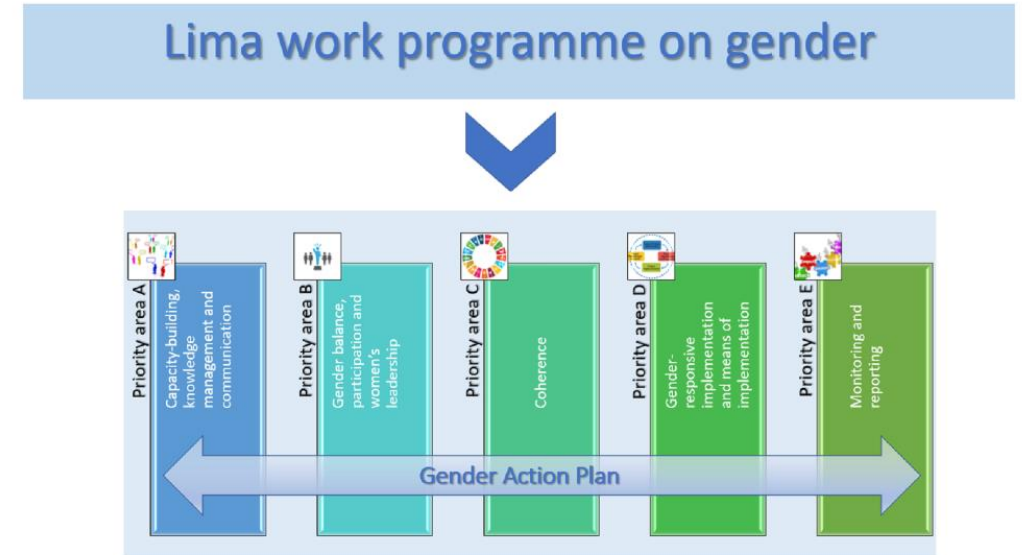 Lima work programme on gender
Priority area A
Capacity-building,
knowledge
management and
communication
Priority area B
Gender balance,
participation and
women's
leadership
Priority area C
Coherence
Priority area D
Gender-
responsive
implementation
and means of
implementation
Priority area E
Monitoring and
reporting
Gender Action Plan